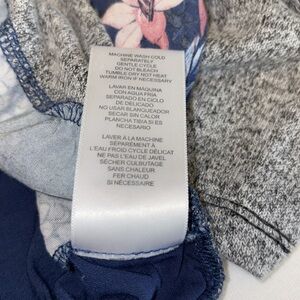 MACHINE WASH COLD
SEPARATELY
GENTLE CYCLE
DO NOT BLEACH
TUMBLE DRY NOT HEAT
WARM IRON IF NECESSARY
LAVAR EN MÁQUINA
CON AGUA FRIA
SEPARADO EN CICLO
DE DELICADO
NO USAR BLANQUEADOR
SECAR SIN CALOR
PLANCHA TIBIA SI ES
NECESARIO
LAVER À LA MACHINE
SÉPARÉMENT À
L'EAU FROID CYCLE DÉLICAT
NE PAS L'EAU DE JAVEL
SÉCHER CULBUTAGE
SANS CHALEUR
FER CHAUD
SI NÉCESSAIRE